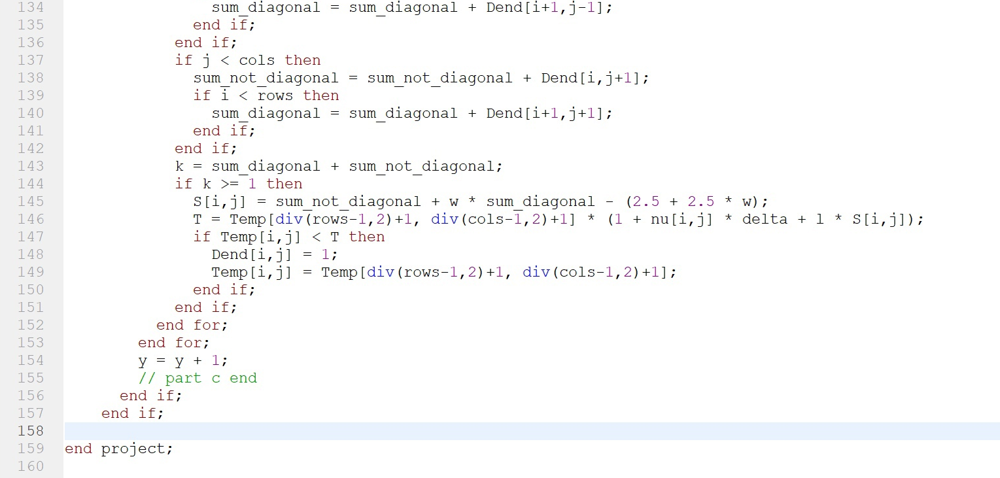 134 sum_diagonal = sum_diagonal + Dend[i+1,j-1];
135 end if;
136 end if;
137 if j < cols then
138 sum_not_diagonal = sum_not_diagonal + Dend[i,j+1];
139 if i < rows then
140 sum_diagonal = sum_diagonal + Dend[i+1,j+1];
141 end if;
142 end if;
143 k = sum_diagonal + sum_not_diagonal;
144 if k >= 1 then
145 S[i,j] = sum_not_diagonal + w * sum_diagonal - (2.5 + 2.5 * w);
146 T = Temp[div(rows-1,2)+1, div(cols-1,2)+1] * (1 + nu[i,j] * delta + l * S[i,j]);
147 if Temp[i,j] < T then
148 Dend[i,j] = 1;
149 Temp[i,j] = Temp[div(rows-1,2)+1, div(cols-1,2)+1];
150 end if;
151 end if;
152 end for;
153 end for;
154 y = y + 1;
155 // part c end
156 end if;
157 end if;
158
159 end project;
160